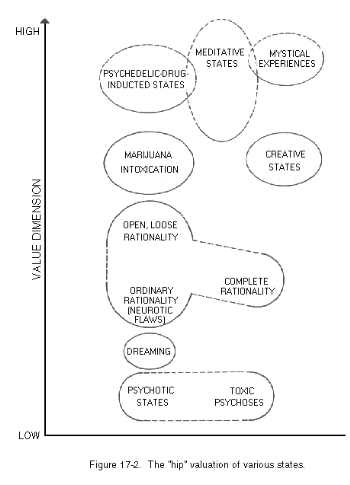 HIGH
MEDITATIVE
STATES
MYSTICAL
EXPERIENCES
PSYCHEDELIC-DRUG-
INDUCTED STATES
MARIJUANA
INTOXICATION
CREATIVE
STATES
VALUE DIMENSION
OPEN, LOOSE
RATIONALITY
COMPLETE
RATIONALITY
ORDINARY
RATIONALITY
(NEUROTIC
FLAWS)
DREAMING
PSYCHOTIC
STATES
TOXIC
PSYCHOSES
LOW
Figure 17-2. The "hip" valuation of various states.